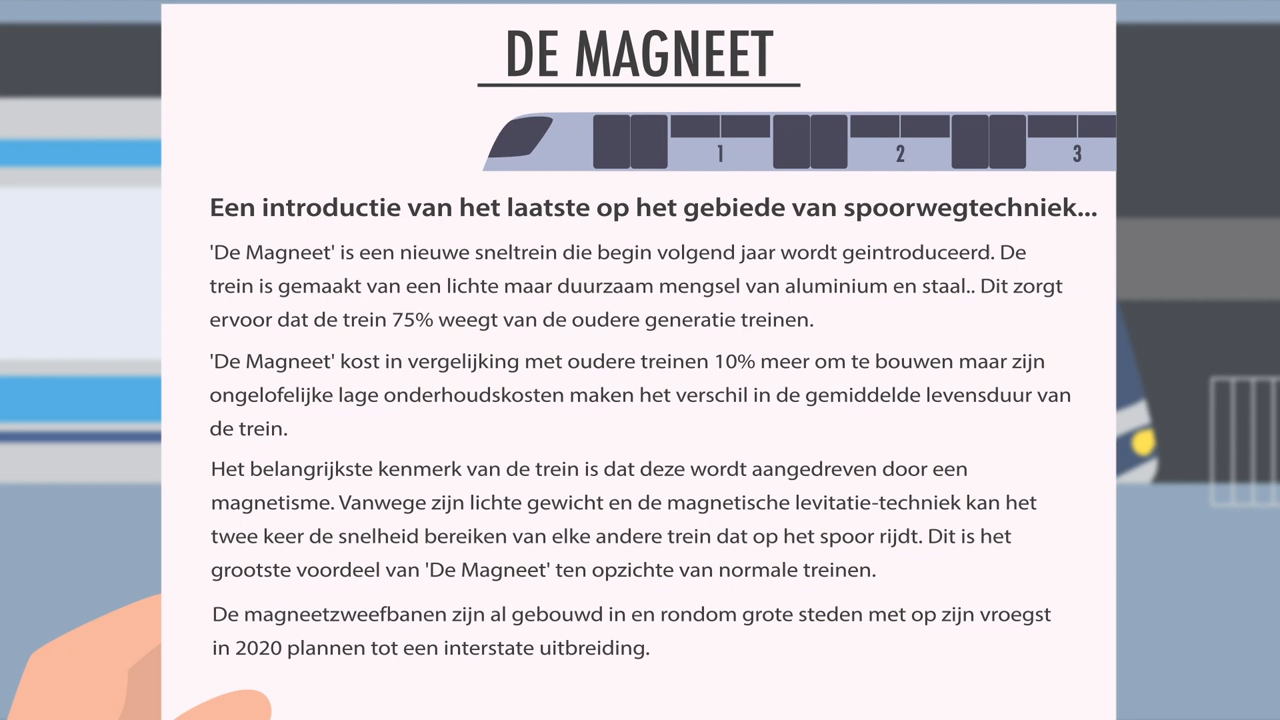 DE MAGNEET
1 2 3
Een introductie van het laatste op het gebiede van spoorwegtechniek...
'De Magneet' is een nieuwe sneltrein die begin volgend jaar wordt geintroduceerd. De
trein is gemaakt van een lichte maar duurzaam mengsel van aluminium en staal.. Dit zorgt
ervoor dat de trein 75% weegt van de oudere generatie treinen.
'De Magneet' kost in vergelijking met oudere treinen 10% meer om te bouwen maar zijn
ongelofelijke lage onderhoudskosten maken het verschil in de gemiddelde levensduur van
de trein.
Het belangrijkste kenmerk van de trein is dat deze wordt aangedreven door een
magnetisme. Vanwege zijn lichte gewicht en de magnetische levitatie-techniek kan het
twee keer de snelheid bereiken van elke andere trein dat op het spoor rijdt. Dit is het
grootste voordeel van 'De Magneet' ten opzichte van normale treinen.
De magneetzweefbanen zijn al gebouwd in en rondom grote steden met op zijn vroegst
in 2020 plannen tot een interstate uitbreiding.